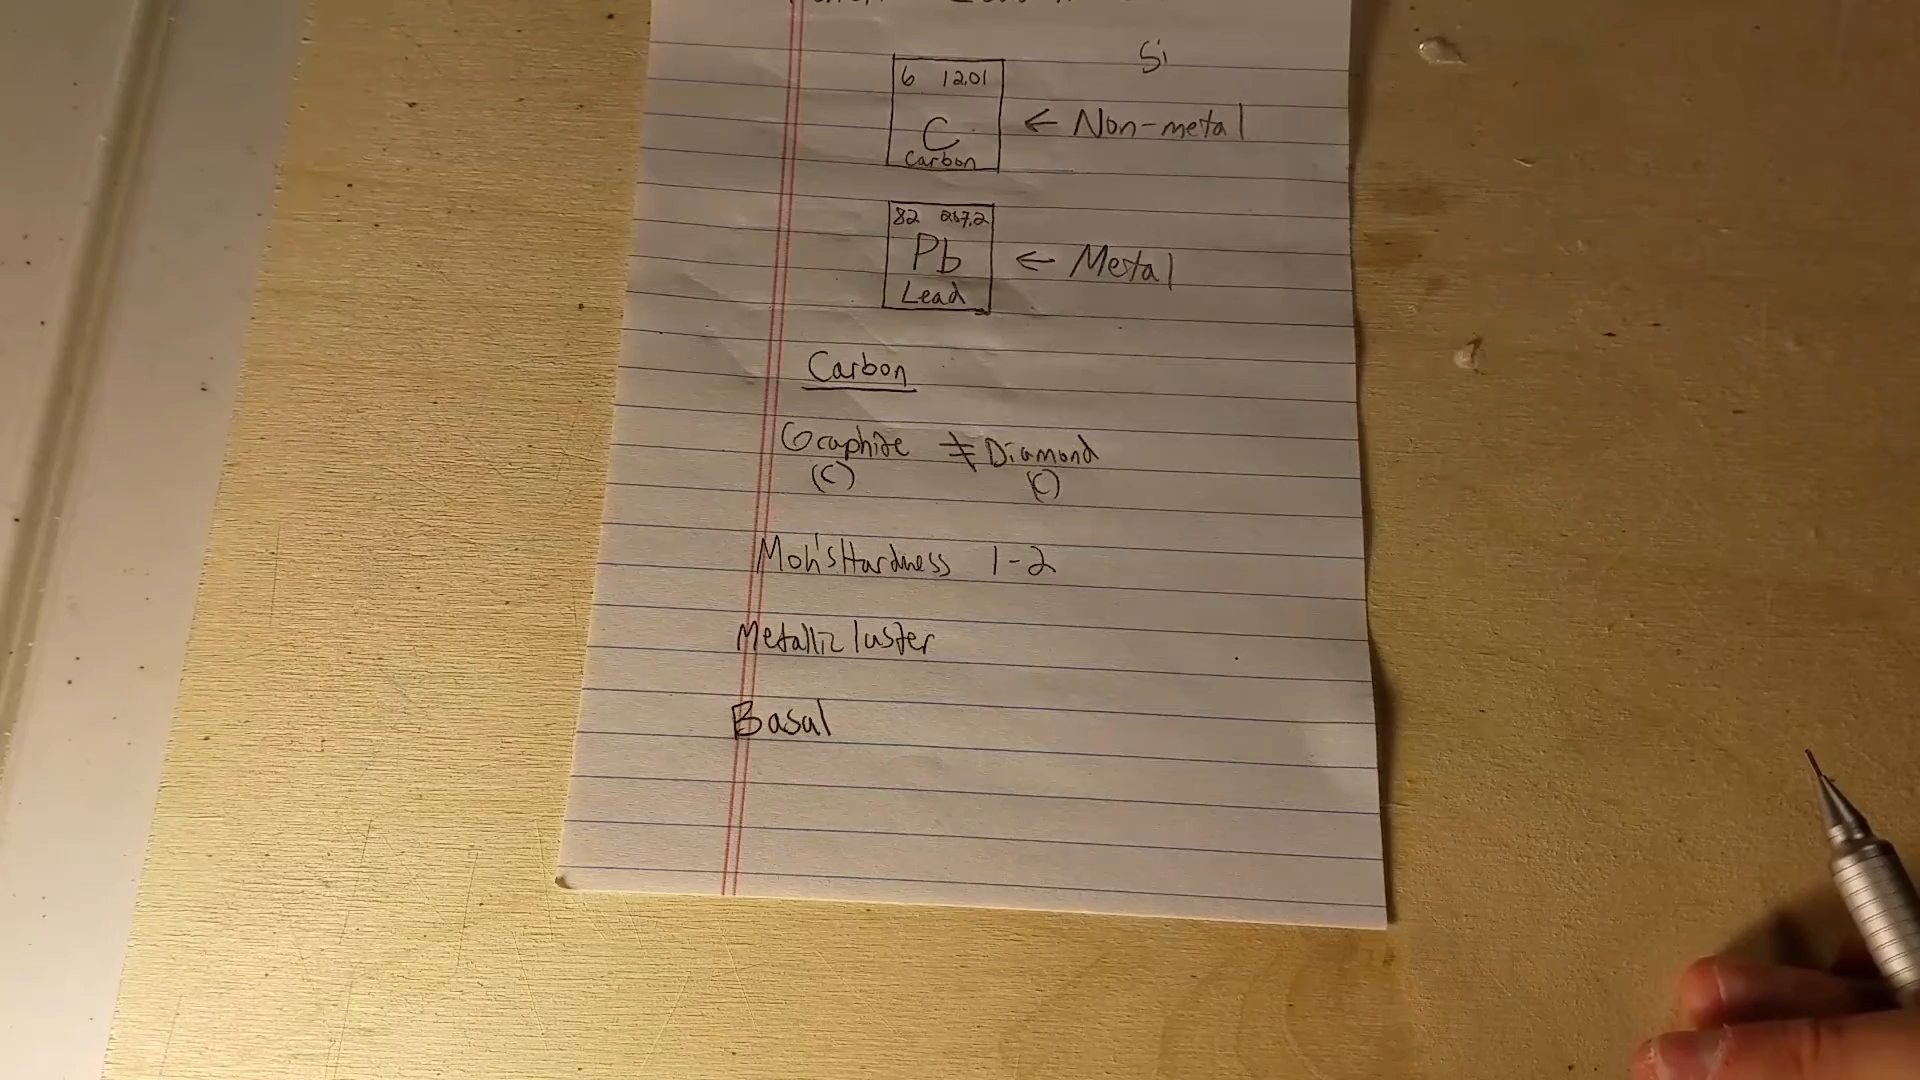 Si
6 12.01
C
Carbon
← Non-metal
82 207.2
Pb
Lead
← Metal
Carbon
Graphite ≠ Diamond
(C) (C)
Moh's Hardness 1-2
Metallic luster
Basal